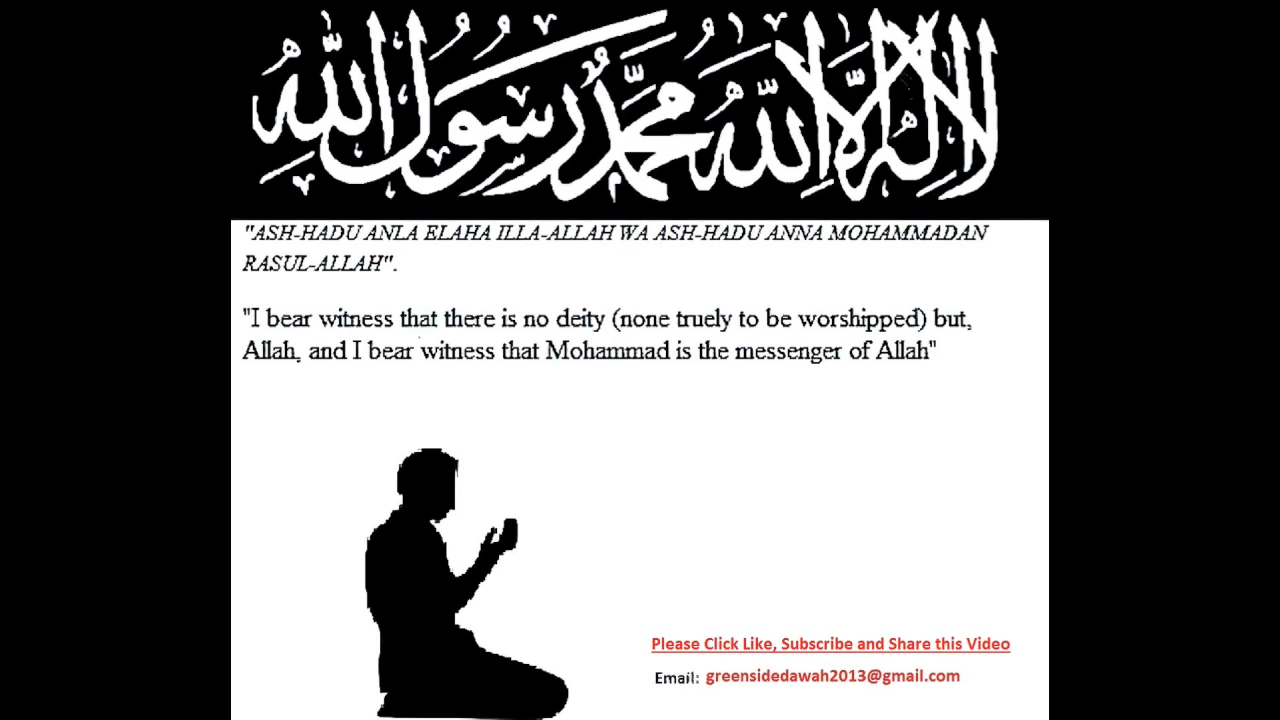 لا إله إلا الله محمد رسول الله
"ASH-HADU ANLA ELAHA ILLA-ALLAH WA ASH-HADU ANNA MOHAMMADAN
RASUL-ALLAH".
"I bear witness that there is no deity (none truely to be worshipped) but,
Allah, and I bear witness that Mohammad is the messenger of Allah"
Please Click Like, Subscribe and Share this Video
Email: greensidedawah2013@gmail.com